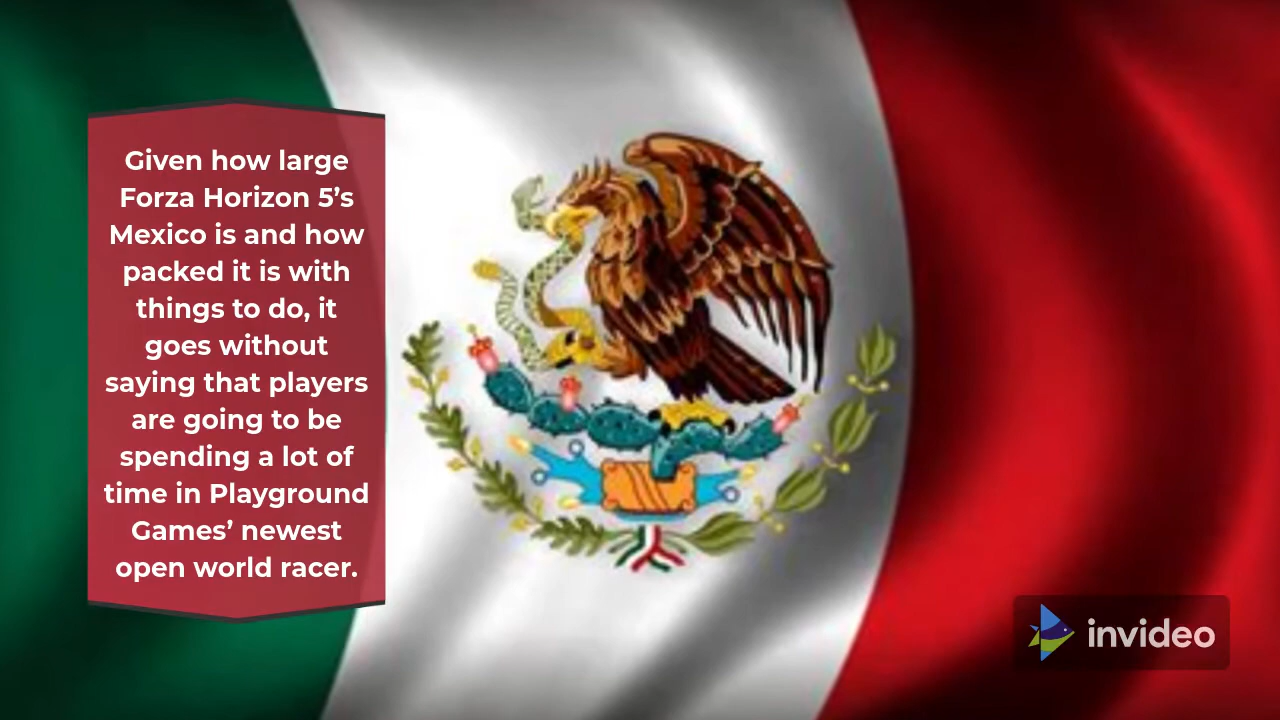 Given how large
Forza Horizon 5’s
Mexico is and how
packed it is with
things to do, it
goes without
saying that players
are going to be
spending a lot of
time in Playground
Games’ newest
open world racer.
invideo